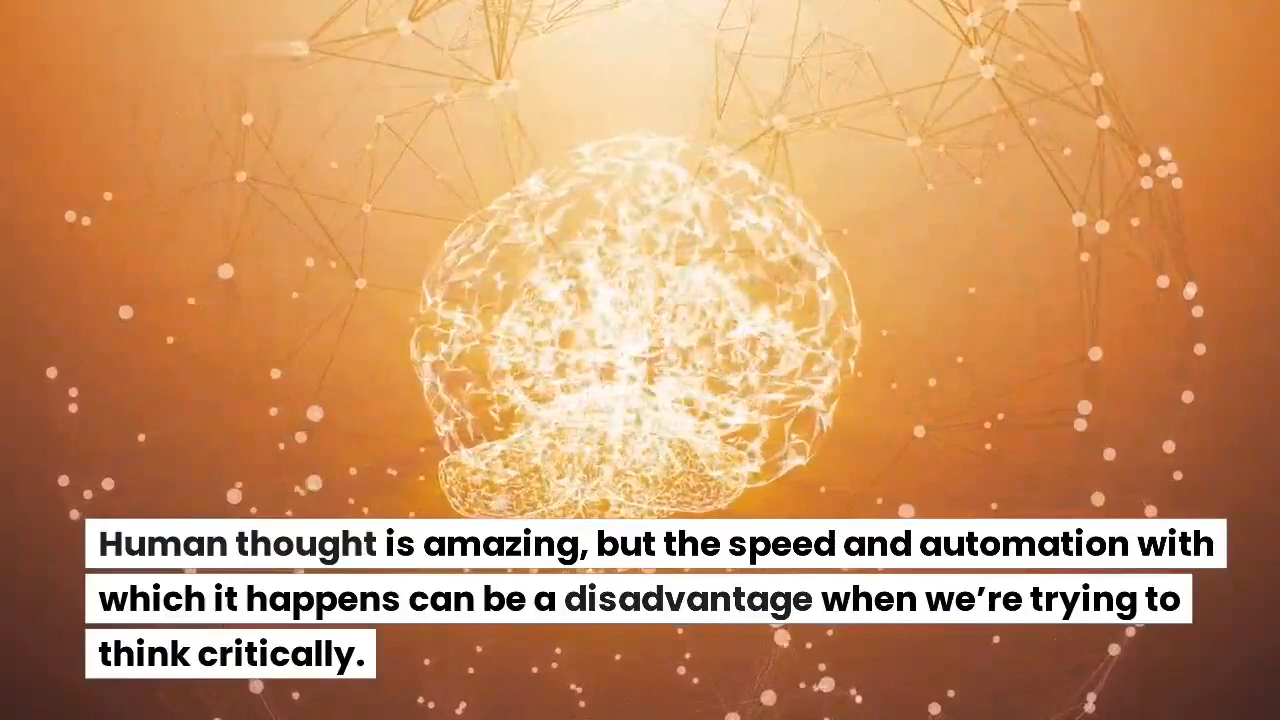 Human thought is amazing, but the speed and automation with
which it happens can be a disadvantage when we’re trying to
think critically.